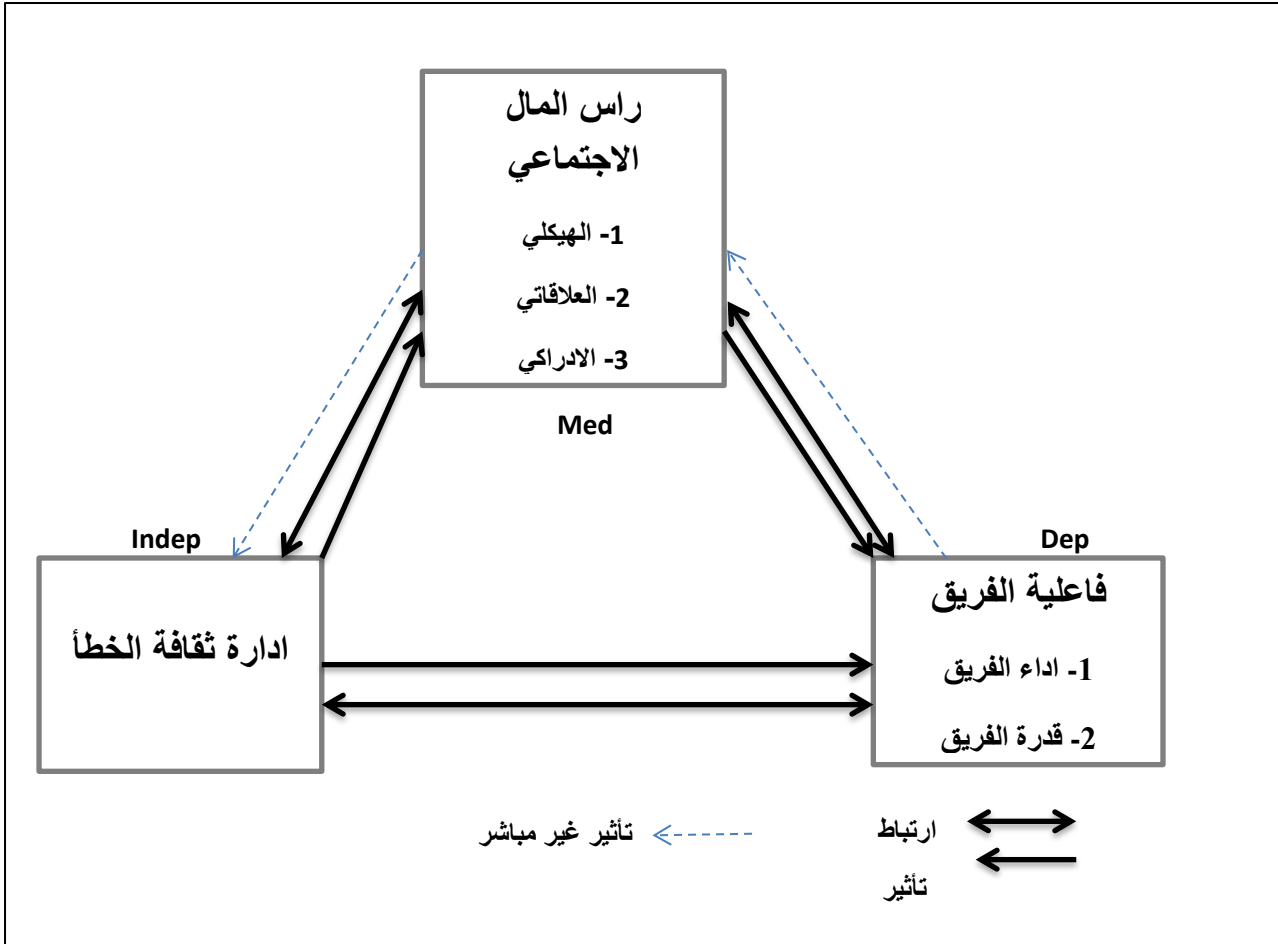 راس المال
الاجتماعي
1- الهيكلي
2- العلاقاتي
3- الادراكي
Med
Indep
Dep
ادارة ثقافة الخطأ
فاعلية الفريق
1- اداء الفريق
2- قدرة الفريق
ارتباط
تأثير غير مباشر
تأثير